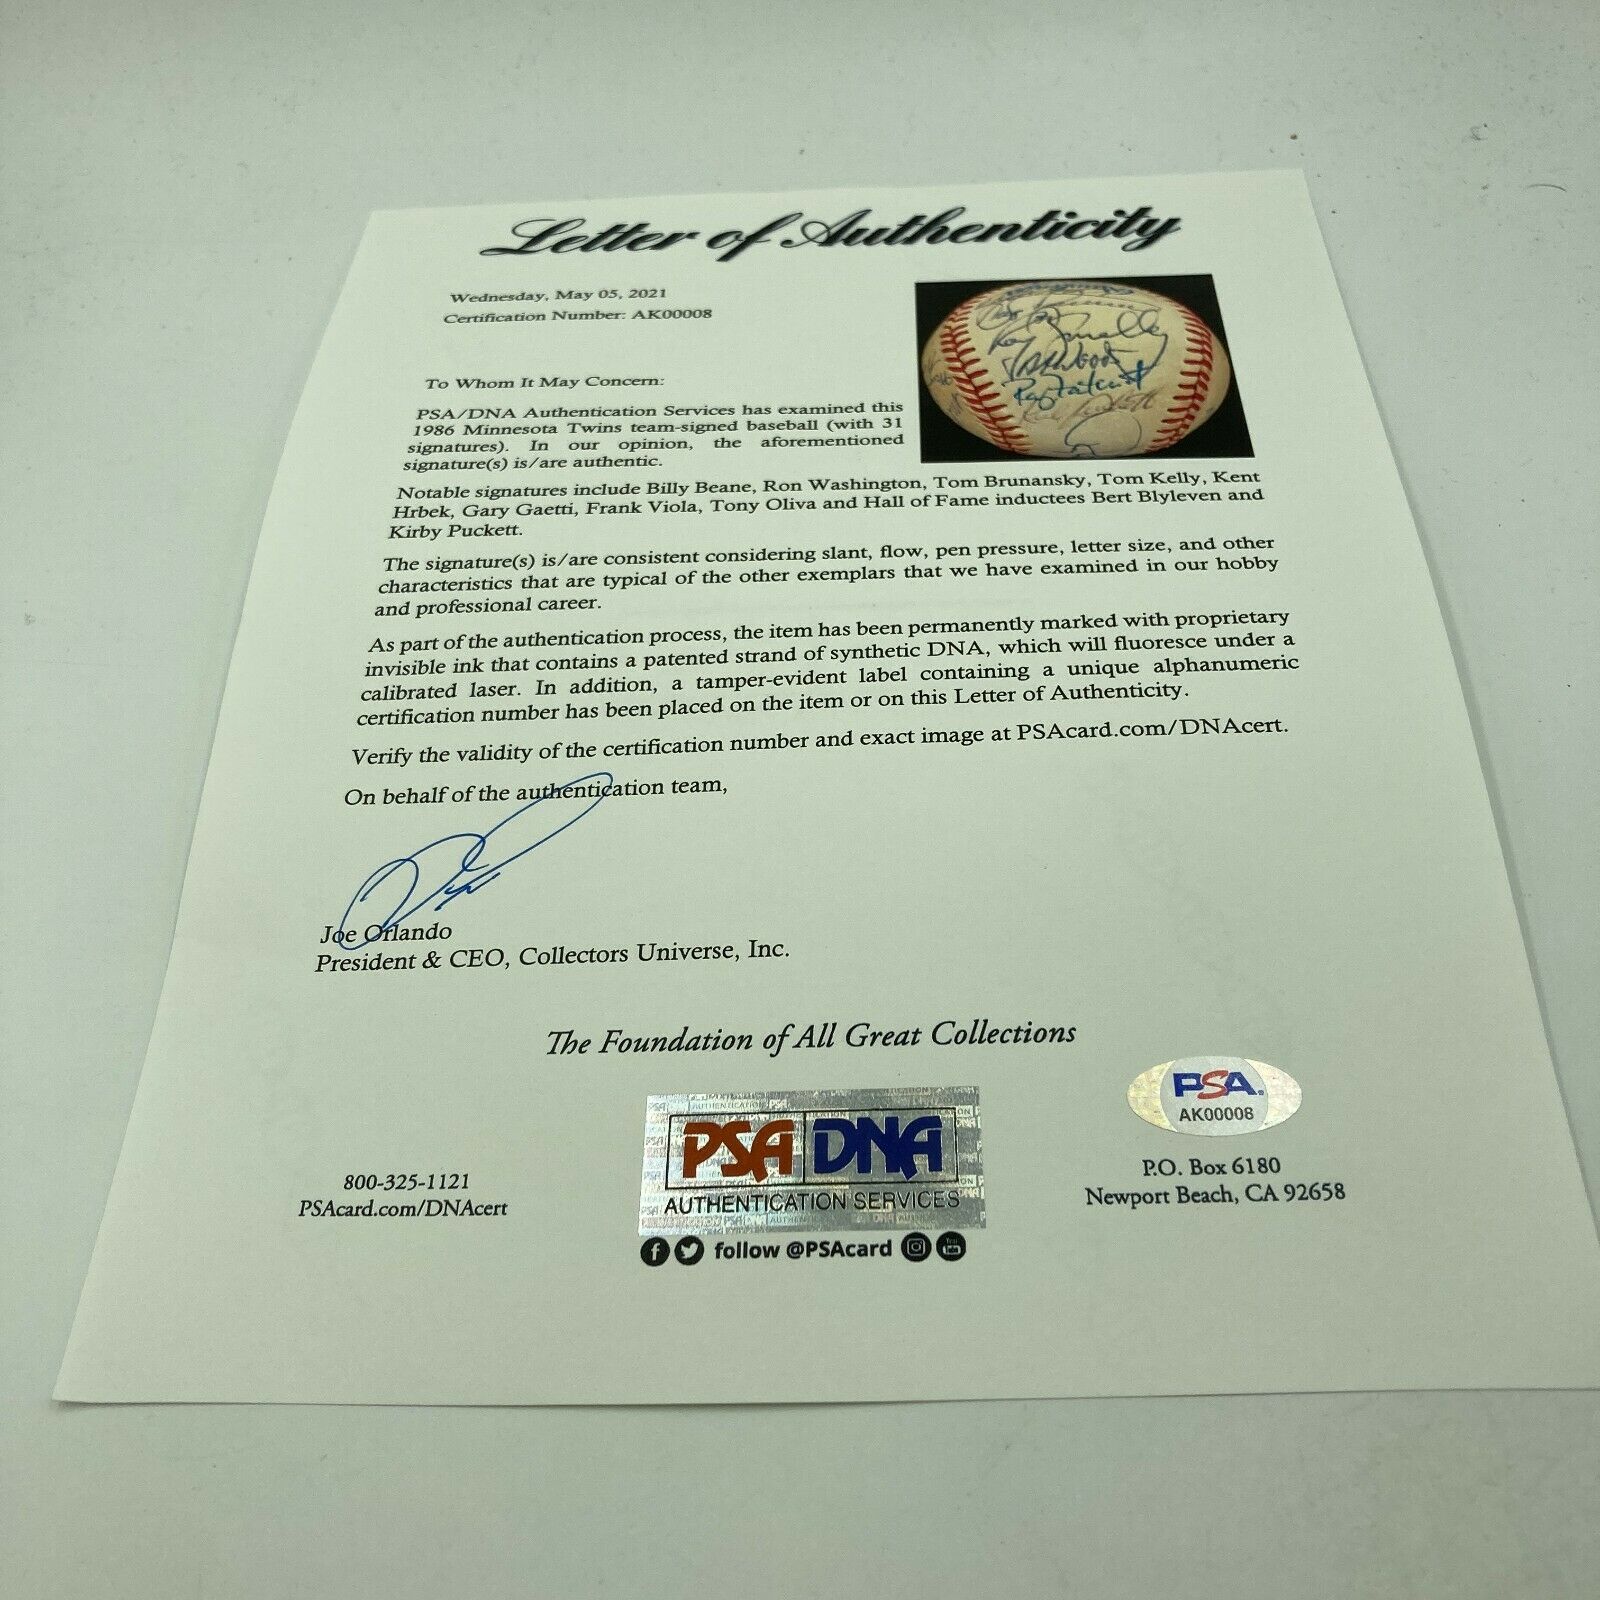 Letter of Authenticity
Wednesday, May 05, 2021
Certification Number: AK00008
Roy Smalley
To Whom It May Concern:
PSA/DNA Authentication Services has examined this
1986 Minnesota Twins team-signed baseball (with 31
signatures). In our opinion, the aforementioned
signature(s) is/are authentic.
Notable signatures include Billy Beane, Ron Washington, Tom Brunansky, Tom Kelly, Kent
Hrbek, Gary Gaetti, Frank Viola, Tony Oliva and Hall of Fame inductees Bert Blyleven and
Kirby Puckett.
The signature(s) is/are consistent considering slant, flow, pen pressure, letter size, and other
characteristics that are typical of the other exemplars that we have examined in our hobby
and professional career.
As part of the authentication process, the item has been permanently marked with proprietary
invisible ink that contains a patented strand of synthetic DNA, which will fluoresce under a
calibrated laser. In addition, a tamper-evident label containing a unique alphanumeric
certification number has been placed on the item or on this Letter of Authenticity.
Verify the validity of the certification number and exact image at PSAcard.com/DNAcert.
On behalf of the authentication team,
Joe Orlando
President & CEO, Collectors Universe, Inc.
The Foundation of All Great Collections
PSA DNA
AUTHENTICATION SERVICES
follow @PSAcard
800-325-1121
PSAcard.com/DNAcert
PSA
AK00008
P.O. Box 6180
Newport Beach, CA 92658